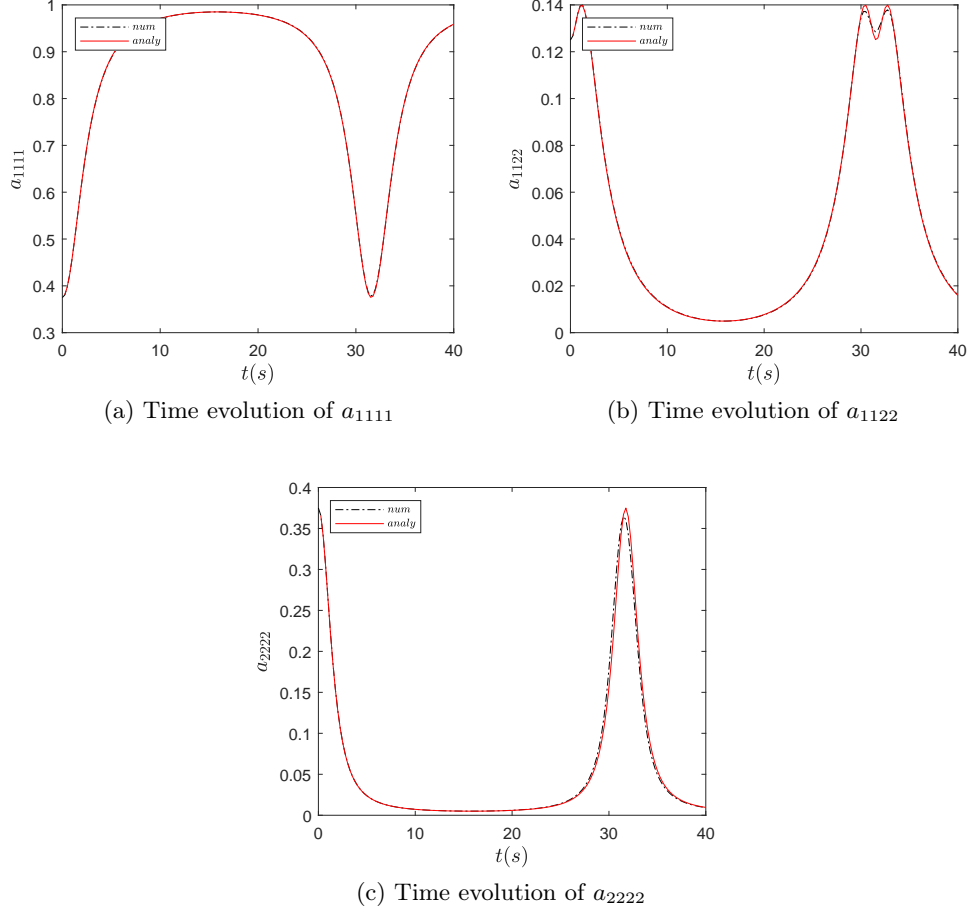 1
0.9
0.8
0.7
0.6
0.5
0.4
0.3
a1111
num
analy
0 10 20 30 40
t(s)
(a) Time evolution of a1111
0.14
0.12
0.1
0.08
0.06
0.04
0.02
0
a1122
num
analy
0 10 20 30 40
t(s)
(b) Time evolution of a1122
0.4
0.35
0.3
0.25
0.2
0.15
0.1
0.05
0
a2222
num
analy
0 10 20 30 40
t(s)
(c) Time evolution of a2222